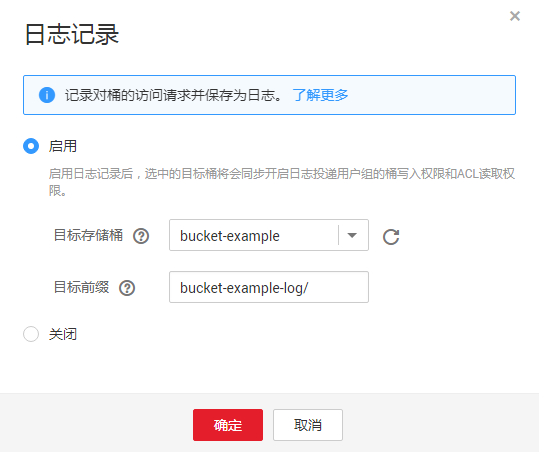 日志记录
记录对桶的访问请求并保存为日志。 了解更多
启用
启用日志记录后，选中的目标桶将会同步开启日志投递用户组的桶写入权限和ACL读取权
限。
目标存储桶 bucket-example
目标前缀 bucket-example-log/
关闭
确定 取消